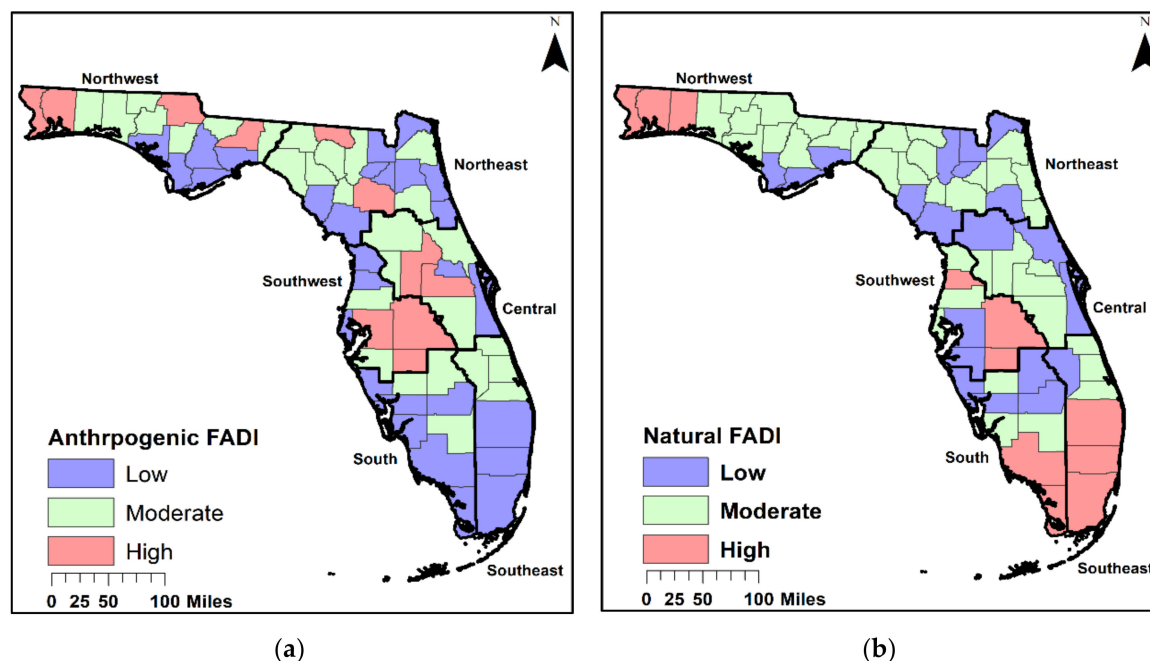 N
Northwest
Northeast
Southwest
Central
Anthrpogenic FADI
Low
Moderate
High
South
Southeast
0 25 50 100 Miles
(a)
N
Northwest
Northeast
Southwest
Central
Natural FADI
Low
Moderate
High
South
Southeast
0 25 50 100 Miles
(b)